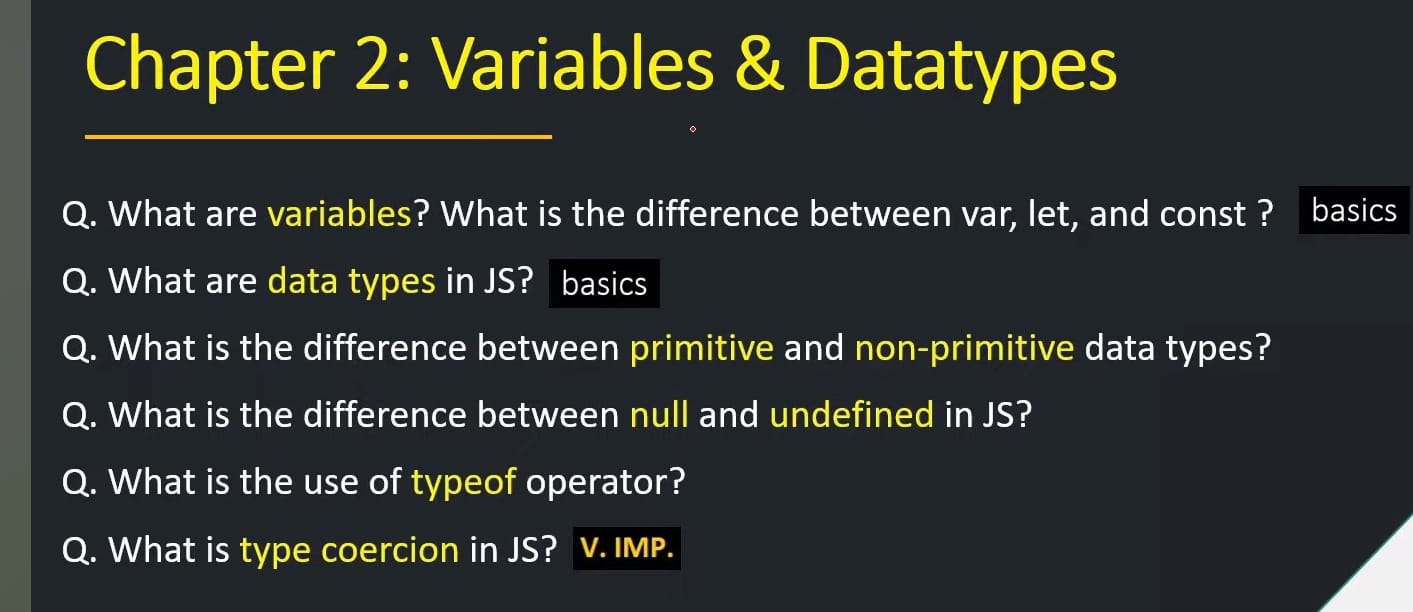 Chapter 2: Variables & Datatypes
Q. What are variables? What is the difference between var, let, and const ? basics
Q. What are data types in JS? basics
Q. What is the difference between primitive and non-primitive data types?
Q. What is the difference between null and undefined in JS?
Q. What is the use of typeof operator?
Q. What is type coercion in JS? V. IMP.